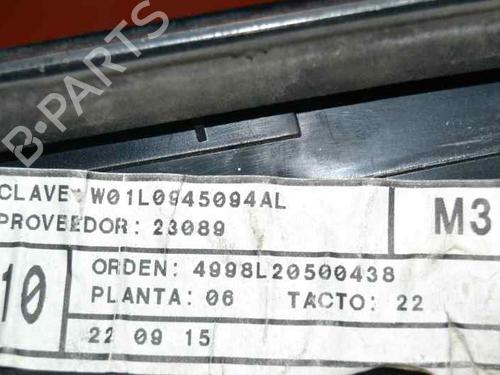 B-PARTS
CLAVE: W01L0945094AL
PROVEEDOR: 23089
M3
10
ORDEN: 4998L20500438
PLANTA: 06 TACTO: 22
22 09 15